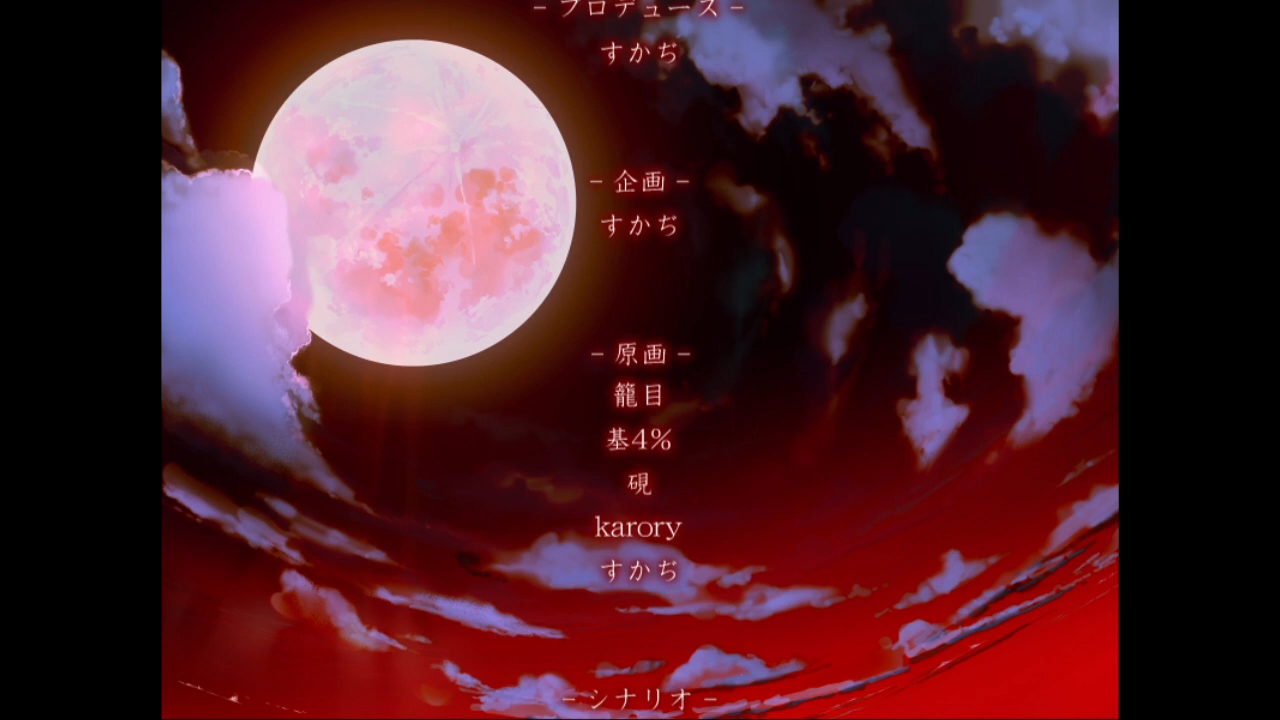 －プロデュース－
すかぢ
－企画－
すかぢ
－原画－
籠目
基4%
硯
karory
すかぢ
－シナリオ－